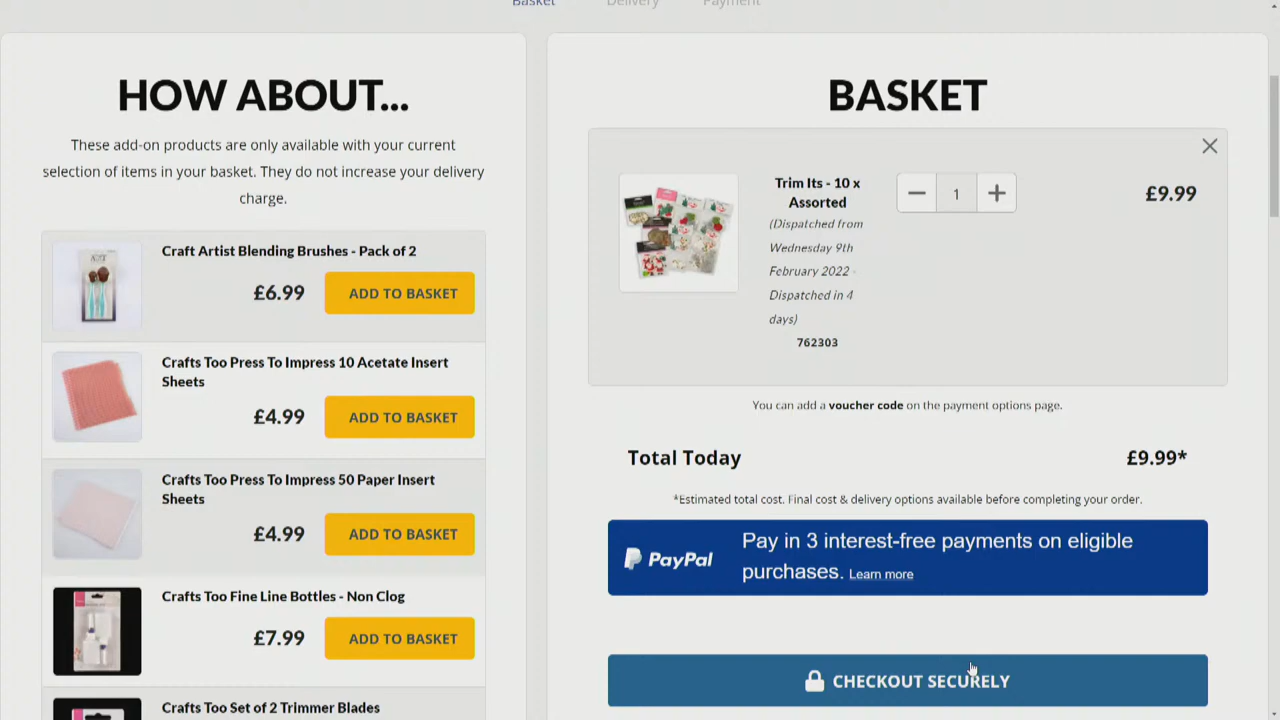 Basket
Delivery
Payment
HOW ABOUT...
These add-on products are only available with your current
selection of items in your basket. They do not increase your delivery
charge.
Craft Artist Blending Brushes - Pack of 2
£6.99
ADD TO BASKET
Crafts Too Press To Impress 10 Acetate Insert
Sheets
£4.99
ADD TO BASKET
Crafts Too Press To Impress 50 Paper Insert
Sheets
£4.99
ADD TO BASKET
Crafts Too Fine Line Bottles - Non Clog
£7.99
ADD TO BASKET
Crafts Too Set of 2 Trimmer Blades
BASKET
Trim Its - 10 x
Assorted
(Dispatched from
Wednesday 9th
February 2022 -
Dispatched in 4
days)
762303
1
£9.99
You can add a voucher code on the payment options page.
Total Today
£9.99*
*Estimated total cost. Final cost & delivery options available before completing your order.
PayPal
Pay in 3 interest-free payments on eligible
purchases. Learn more
CHECKOUT SECURELY